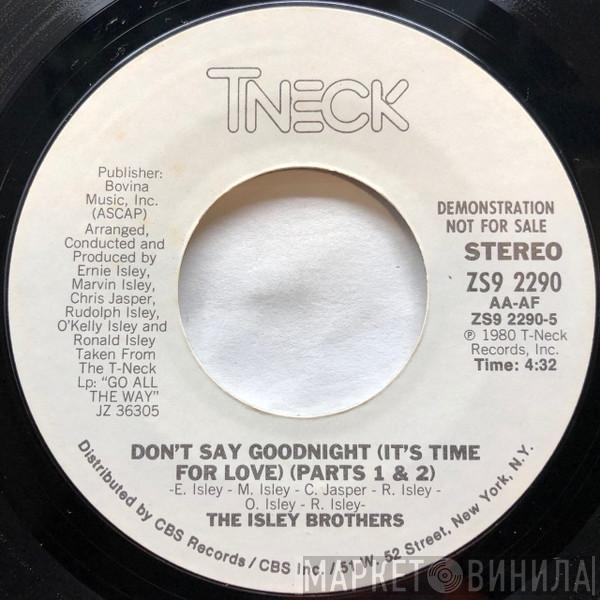 TNECK
Publisher:
Bovina
Music, Inc.
(ASCAP)
Arranged,
Conducted and
Produced by
Ernie Isley,
Marvin Isley,
Chris Jasper,
Rudolph Isley,
O'Kelly Isley and
Ronald Isley
Taken From
The T-Neck
Lp: "GO ALL
THE WAY"
JZ 36305
DEMONSTRATION
NOT FOR SALE
STEREO
ZS9 2290
AA-AF
ZS9 2290-5
℗ 1980 T-Neck
Records, Inc.
Time: 4:32
DON'T SAY GOODNIGHT (IT'S TIME
FOR LOVE) (PARTS 1 & 2)
-E. Isley - M. Isley - C. Jasper - R. Isley -
O. Isley - R. Isley-
THE ISLEY BROTHERS
Distributed by CBS Records / CBS Inc. / 51 W. 52 Street, New York, N.Y.
МАРКЕТ ВИНИЛА